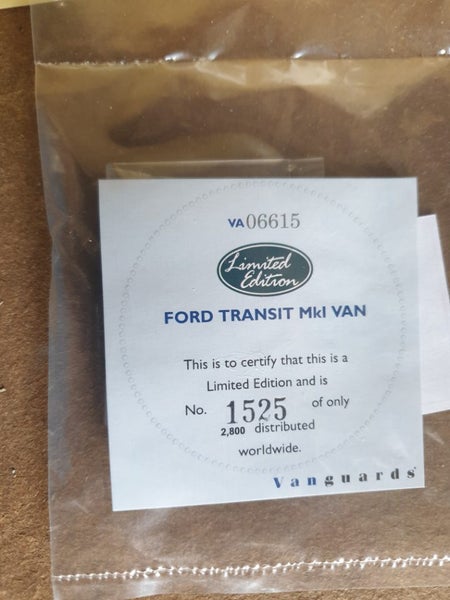 VA06615
Limited
Edition
FORD TRANSIT MkI VAN
This is to certify that this is a
Limited Edition and is
No. 1525 of only
2,800 distributed
worldwide.
Vanguards